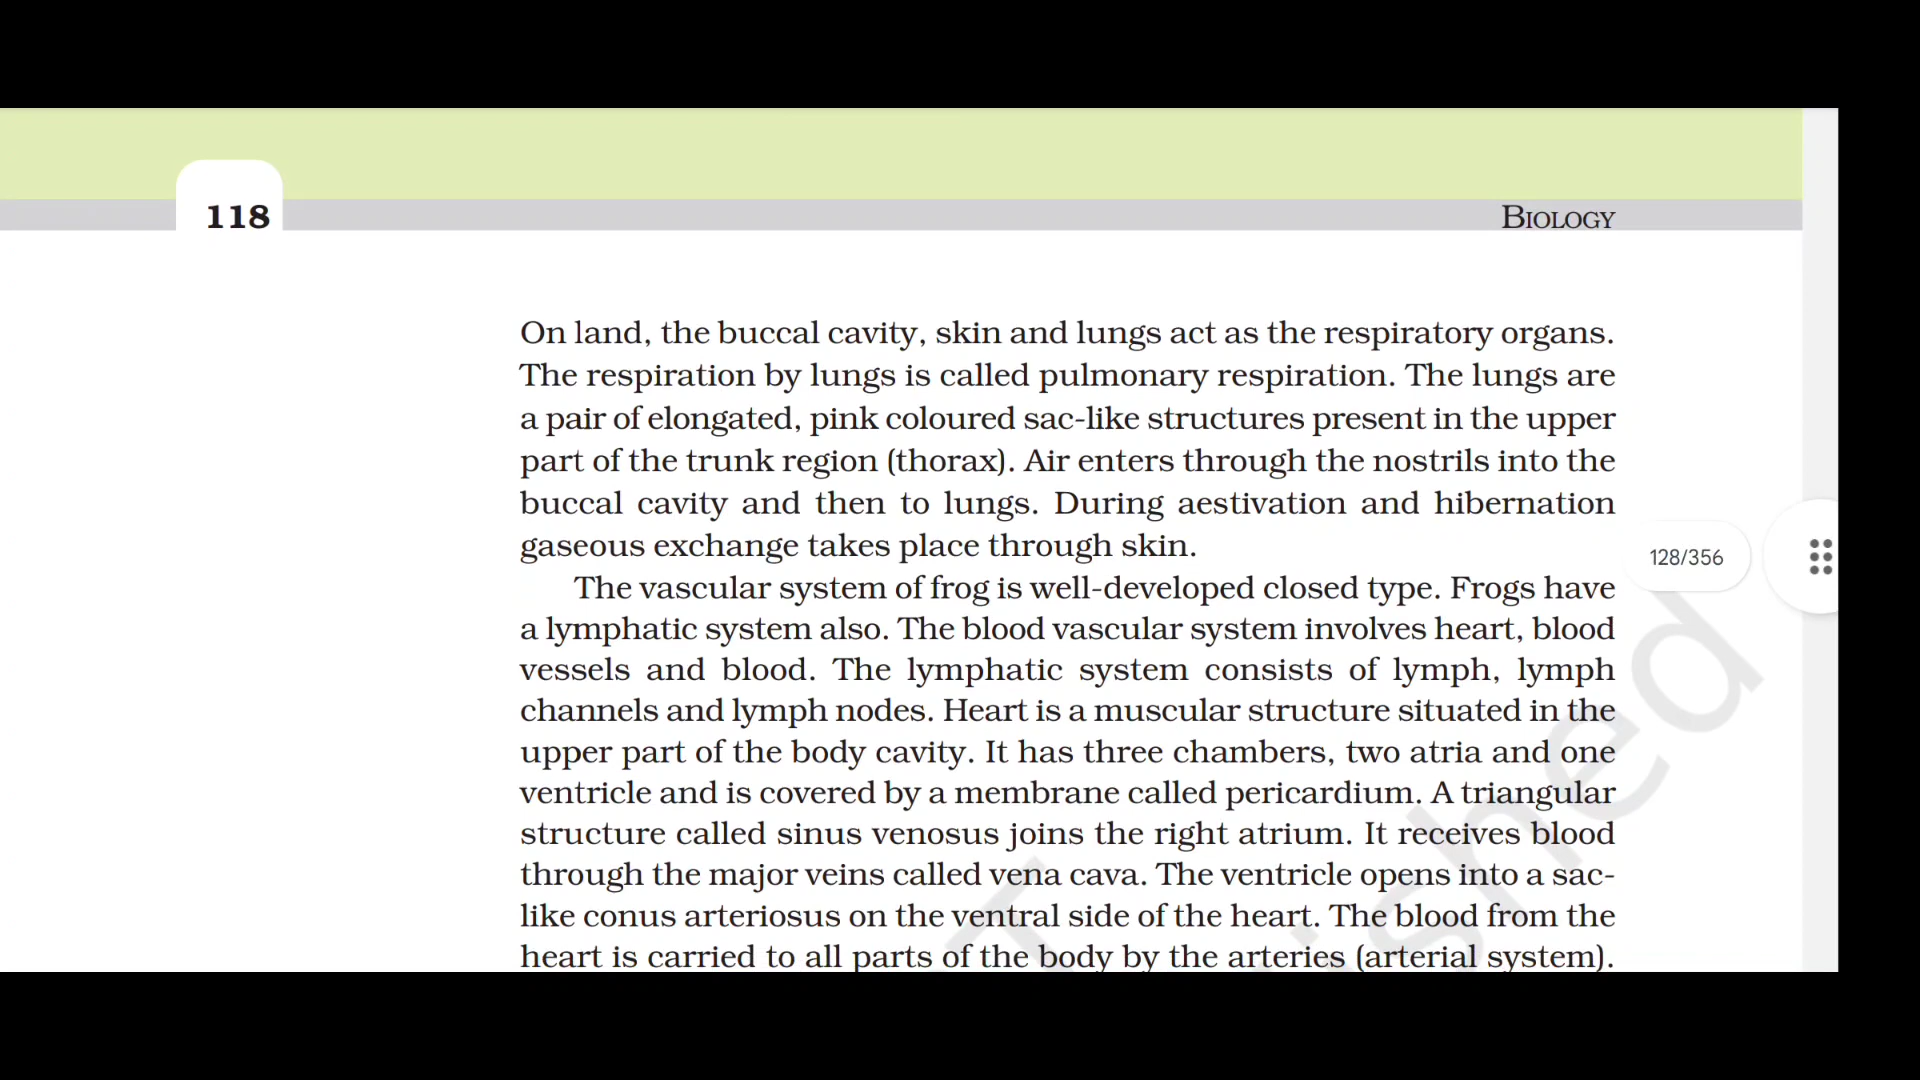 118
BIOLOGY
On land, the buccal cavity, skin and lungs act as the respiratory organs.
The respiration by lungs is called pulmonary respiration. The lungs are
a pair of elongated, pink coloured sac-like structures present in the upper
part of the trunk region (thorax). Air enters through the nostrils into the
buccal cavity and then to lungs. During aestivation and hibernation
gaseous exchange takes place through skin.
The vascular system of frog is well-developed closed type. Frogs have
a lymphatic system also. The blood vascular system involves heart, blood
vessels and blood. The lymphatic system consists of lymph, lymph
channels and lymph nodes. Heart is a muscular structure situated in the
upper part of the body cavity. It has three chambers, two atria and one
ventricle and is covered by a membrane called pericardium. A triangular
structure called sinus venosus joins the right atrium. It receives blood
through the major veins called vena cava. The ventricle opens into a sac-
like conus arteriosus on the ventral side of the heart. The blood from the
heart is carried to all parts of the body by the arteries (arterial system).
128/356